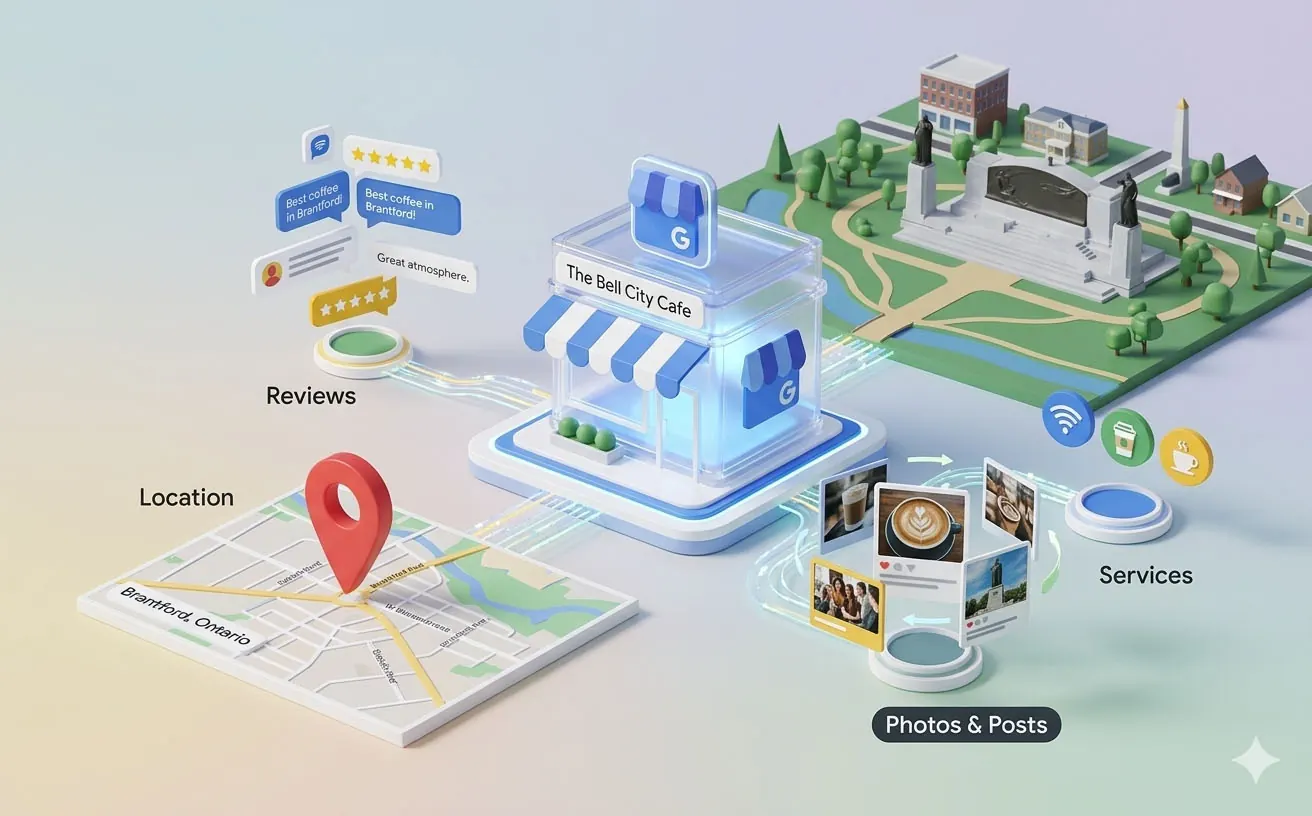 Best coffee
in Brantford!
Best coffee in
Brantford!
Great atmosphere.
Reviews
G
The Bell City Cafe
G
Location
Brantford, Ontario
Services
Photos & Posts